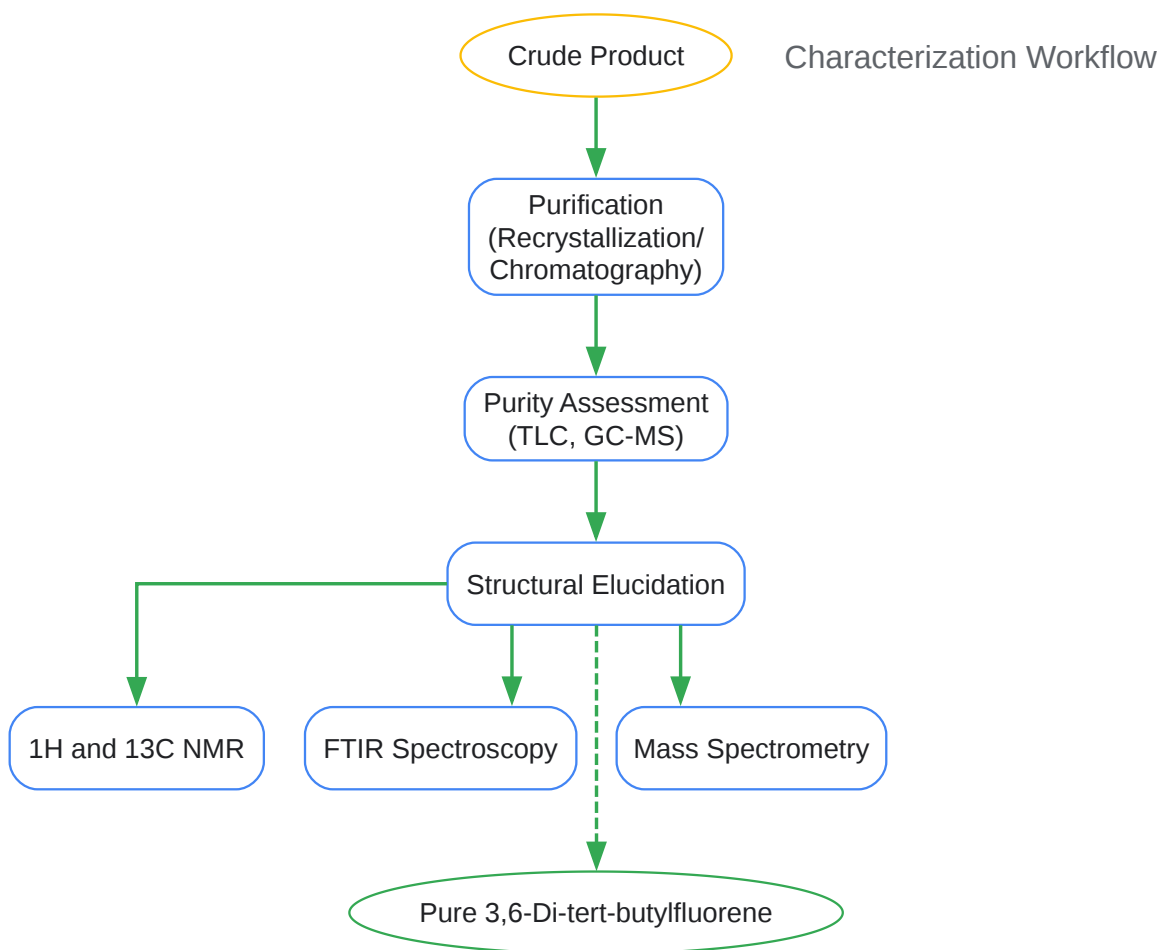 Crude Product
Characterization Workflow
Purification
(Recrystallization/
Chromatography)
Purity Assessment
(TLC, GC-MS)
Structural Elucidation
1H and 13C NMR
FTIR Spectroscopy
Mass Spectrometry
Pure 3,6-Di-tert-butylfluorene